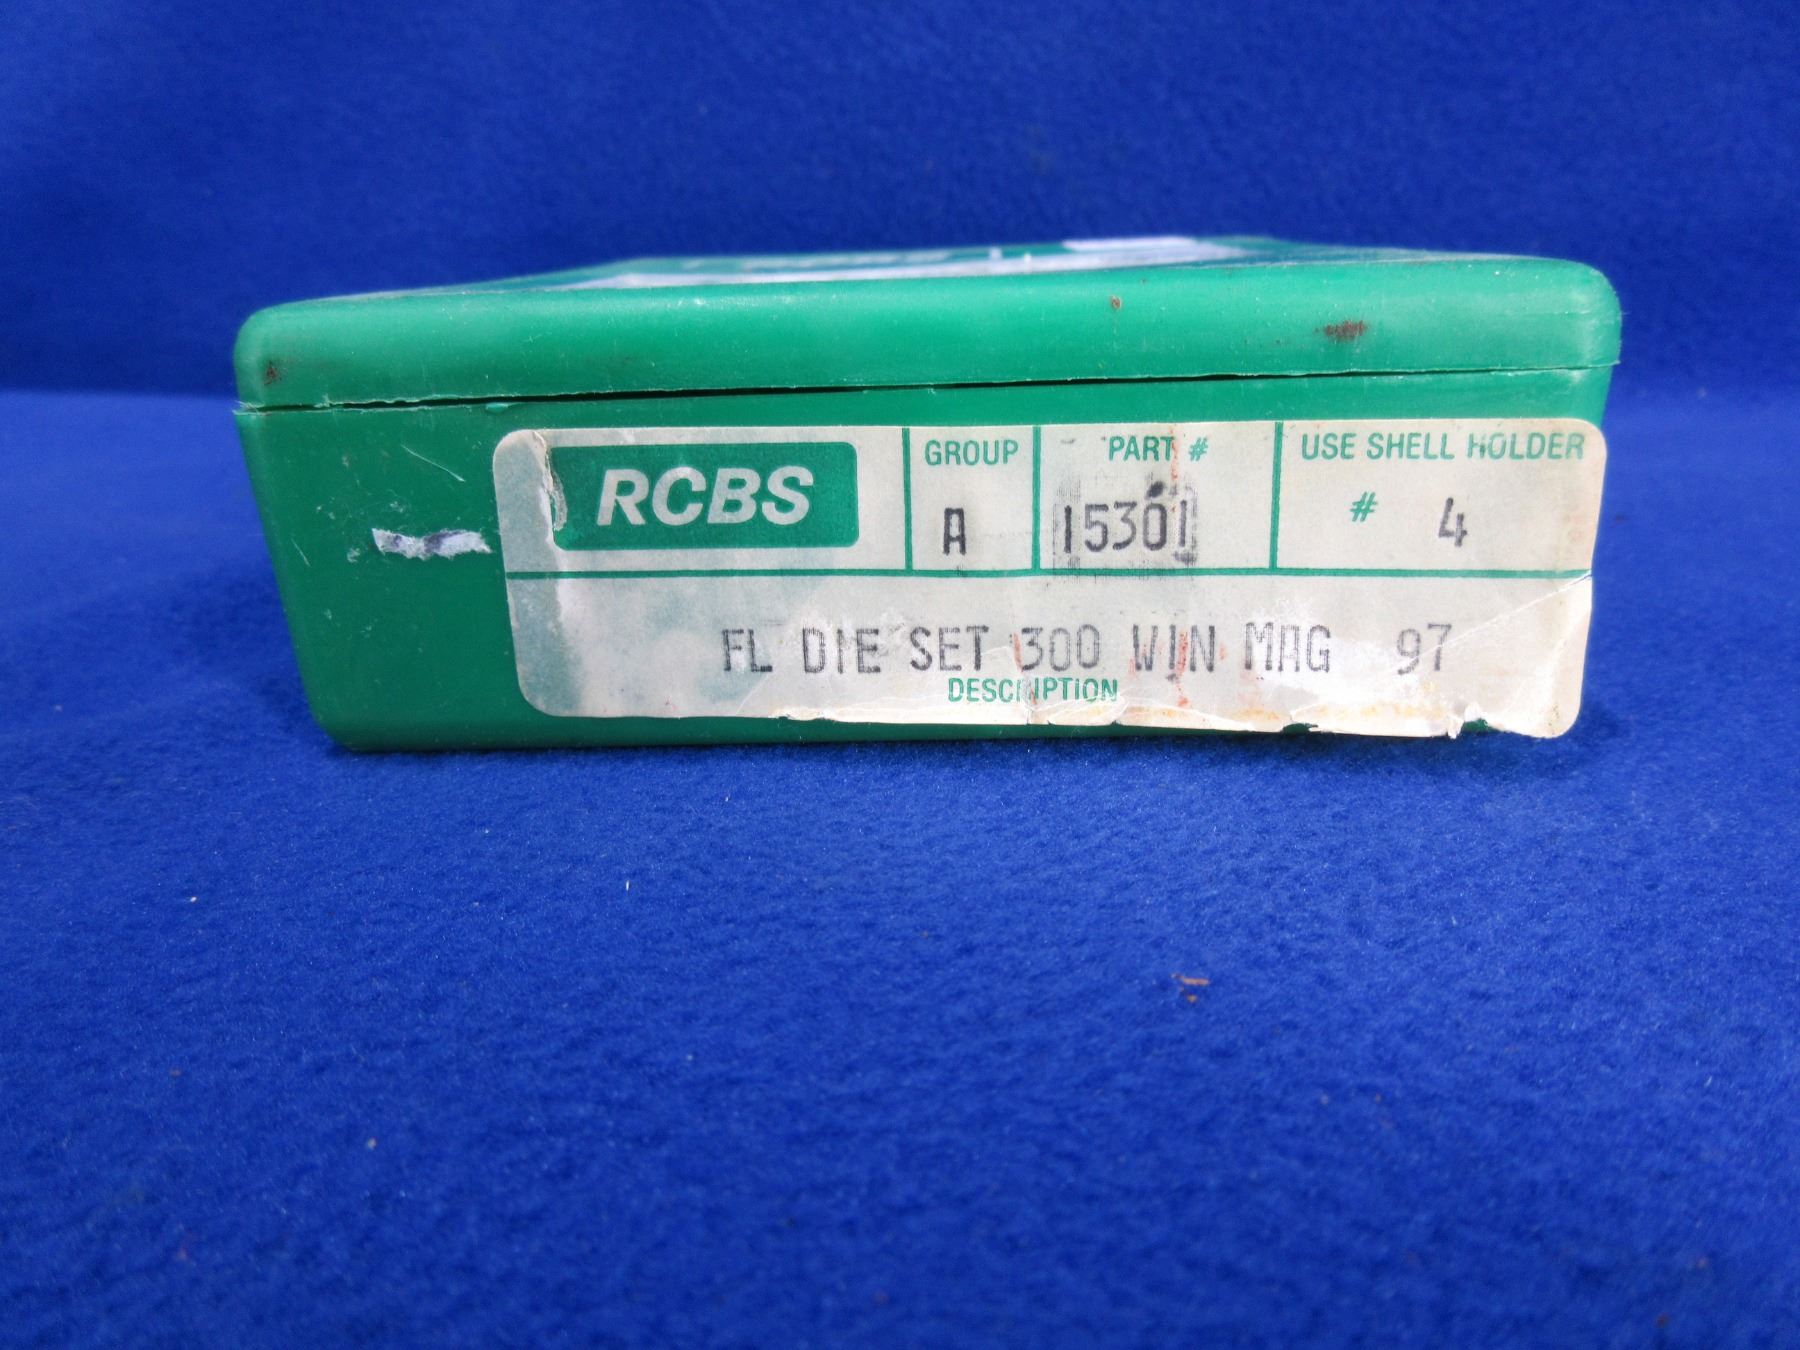 RCBS
GROUP
A
PART #
15301
USE SHELL HOLDER
# 4
FL DIE SET 300 WIN MAG 97
DESCRIPTION